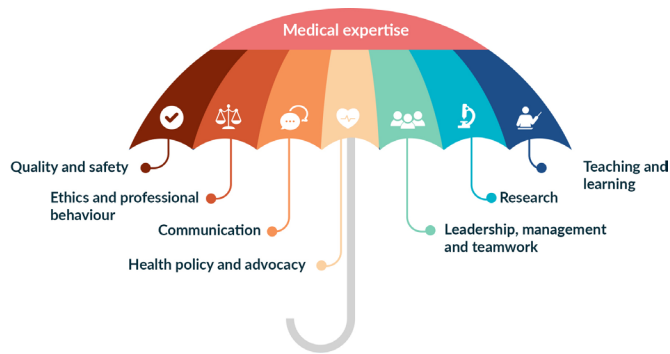 Medical expertise
Quality and safety
Teaching and
learning
Ethics and professional
behaviour
Research
Communication
Leadership, management
and teamwork
Health policy and advocacy